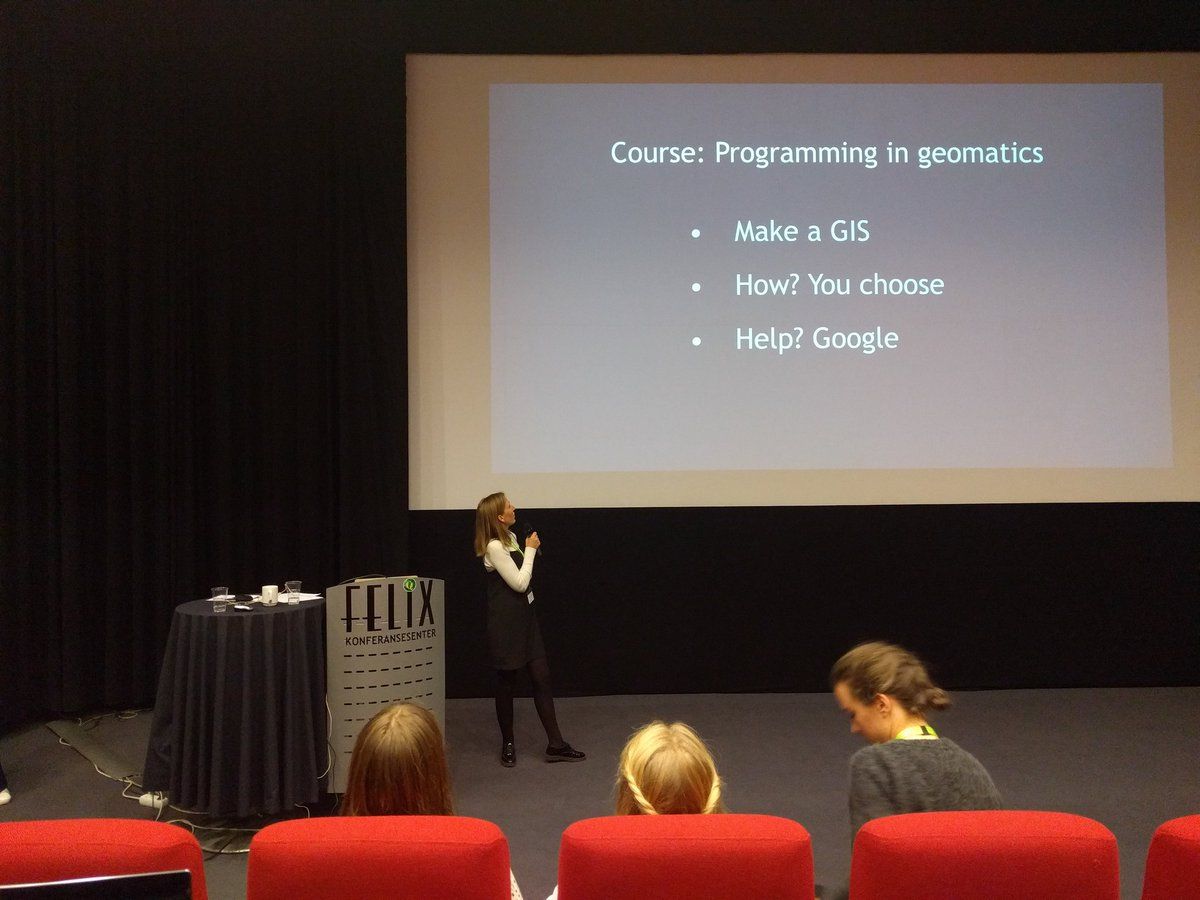 Course: Programming in geomatics
• Make a GIS
• How? You choose
• Help? Google
FELIX
KONFERANSESENTER